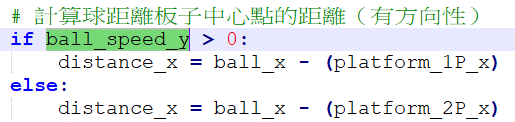 # 計算球距離板子中心點的距離（有方向性）
if ball_speed_y > 0:
    distance_x = ball_x - (platform_1P_x)
else:
    distance_x = ball_x - (platform_2P_x)